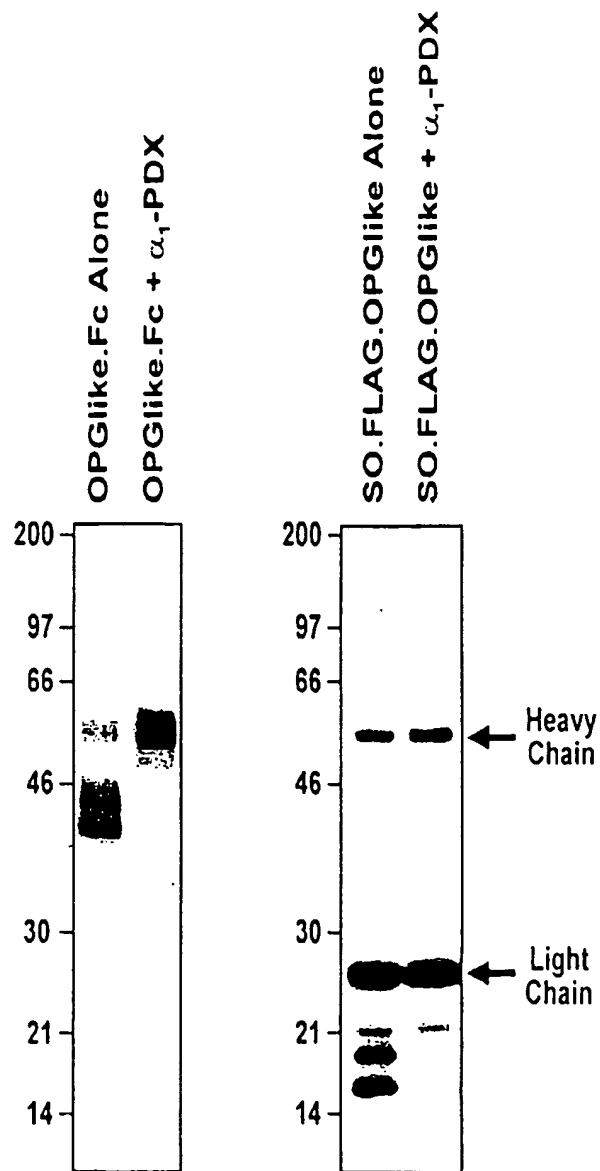 OPGlike.Fc Alone
OPGlike.Fc + α₁-PDX
SO.FLAG.OPGlike Alone
SO.FLAG.OPGlike + α₁-PDX
200
97
66
46
30
21
14
200
97
66
46
30
21
14
Heavy
Chain
Light
Chain